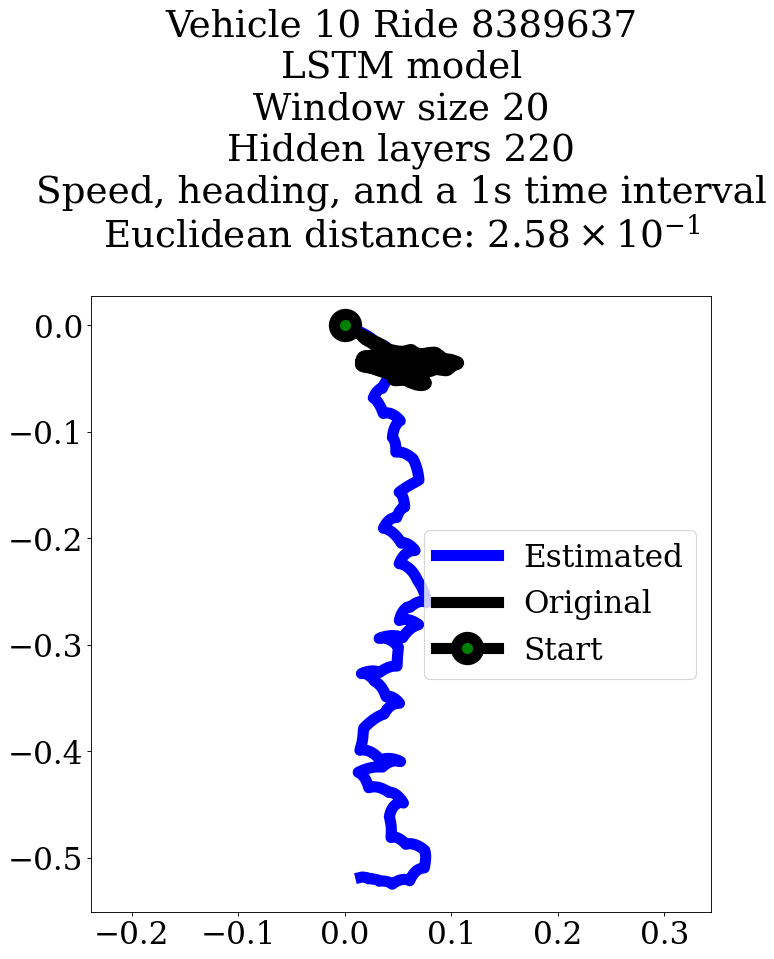 Vehicle 10 Ride 8389637
LSTM model
Window size 20
Hidden layers 220
Speed, heading, and a 1s time interval
Euclidean distance: 2.58 × 10⁻¹
0.0
−0.1
−0.2
−0.3
−0.4
−0.5
Estimated
Original
Start
−0.2 −0.1 0.0 0.1 0.2 0.3